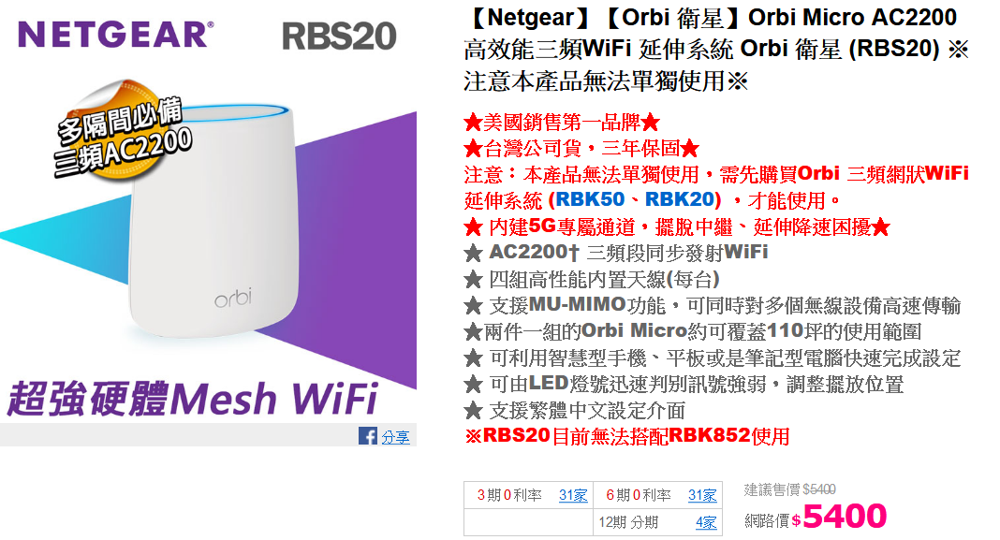 NETGEAR®
RBS20
多隔間必備
三頻AC2200
orbi
超強硬體Mesh WiFi
分享
【Netgear】【Orbi 衛星】Orbi Micro AC2200
高效能三頻WiFi 延伸系統 Orbi 衛星 (RBS20) ※
注意本產品無法單獨使用※
★美國銷售第一品牌★
★台灣公司貨，三年保固★
注意：本產品無法單獨使用，需先購買Orbi 三頻網狀WiFi
延伸系統 (RBK50、RBK20) ，才能使用。
★ 內建5G專屬通道，擺脫中繼、延伸降速困擾★
★ AC2200† 三頻段同步發射WiFi
★ 四組高性能內置天線(每台)
★ 支援MU-MIMO功能，可同時對多個無線設備高速傳輸
★兩件一組的Orbi Micro約可覆蓋110坪的使用範圍
★ 可利用智慧型手機、平板或是筆記型電腦快速完成設定
★ 可由LED燈號迅速判別訊號強弱，調整擺放位置
★ 支援繁體中文設定介面
※RBS20目前無法搭配RBK852使用
3期0利率 31家 6期0利率 31家
12期 分期 4家
建議售價 $5400
網路價 $5400